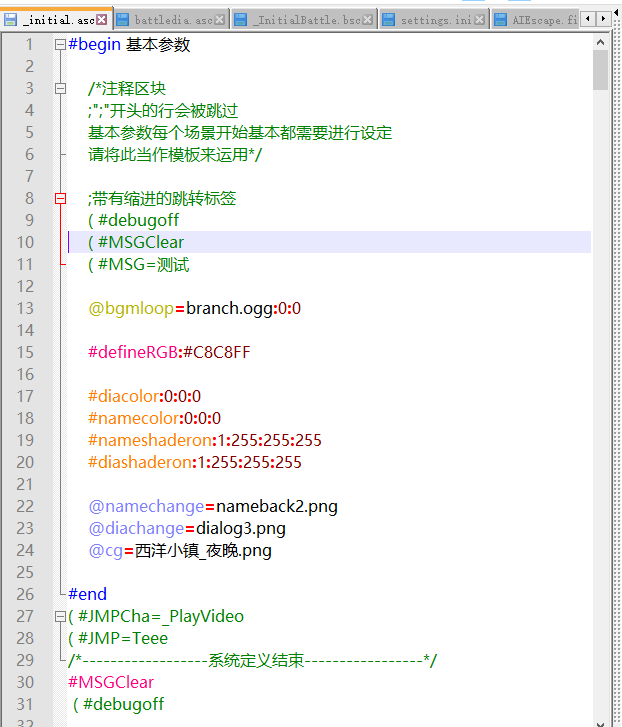 _initial.asc battledia.asc _InitialBattle.bsc settings.ini AIEscape.fi
1 #begin 基本参数
2
3 /*注释区块
4 ;";"开头的行会被跳过
5 基本参数每个场景开始基本都需要进行设定
6 请将此当作模板来运用*/
7
8 ;带有缩进的跳转标签
9 ( #debugoff
10 ( #MSGClear
11 ( #MSG=测试
12
13 @bgmloop=branch.ogg:0:0
14
15 #defineRGB:#C8C8FF
16
17 #diacolor:0:0:0
18 #namecolor:0:0:0
19 #nameshaderon:1:255:255:255
20 #diashaderon:1:255:255:255
21
22 @namechange=nameback2.png
23 @diachange=dialog3.png
24 @cg=西洋小镇_夜晚.png
25
26 #end
27 ( #JMPCha=_PlayVideo
28 ( #JMP=Teee
29 /*------------------系统定义结束-----------------*/
30 #MSGClear
31 ( #debugoff